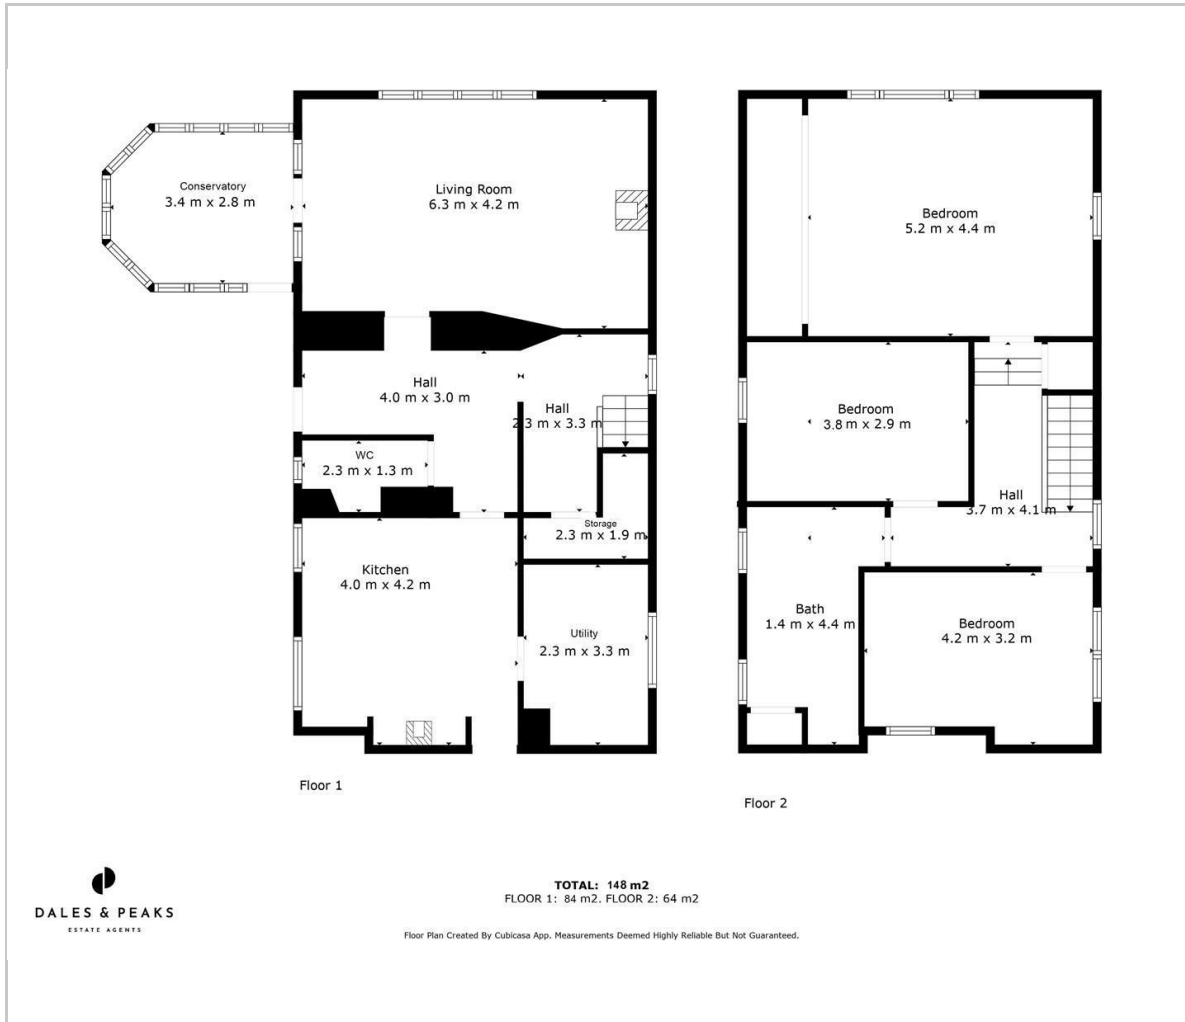 Conservatory
3.4 m x 2.8 m
Living Room
6.3 m x 4.2 m
Hall
4.0 m x 3.0 m
Hall
2.3 m x 3.3 m
WC
2.3 m x 1.3 m
Storage
2.3 m x 1.9 m
Kitchen
4.0 m x 4.2 m
Utility
2.3 m x 3.3 m
Floor 1
Bedroom
5.2 m x 4.4 m
Bedroom
3.8 m x 2.9 m
Hall
3.7 m x 4.1 m
Bath
1.4 m x 4.4 m
Bedroom
4.2 m x 3.2 m
Floor 2
TOTAL: 148 m2
FLOOR 1: 84 m2. FLOOR 2: 64 m2
DALES & PEAKS
ESTATE AGENTS
Floor Plan Created By Cubicasa App. Measurements Deemed Highly Reliable But Not Guaranteed.